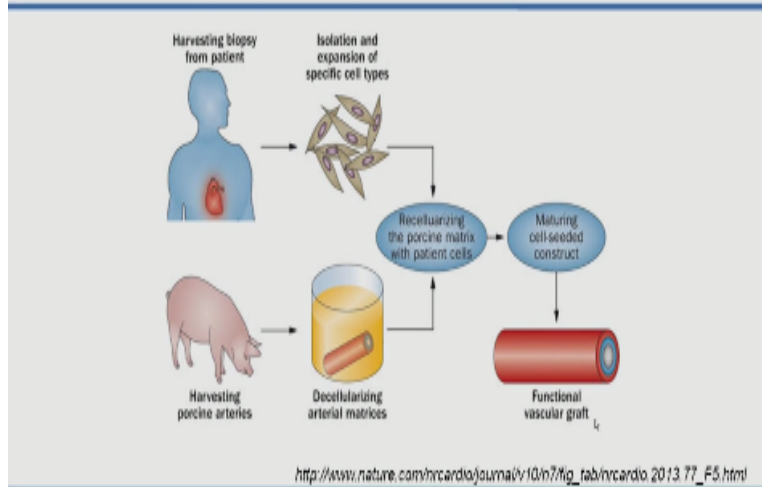 Harvesting biopsy
from patient
Isolation and
expansion of
specific cell types
Recelluarizing
the porcine matrix
with patient cells
Maturing
cell-seeded
construct
Harvesting
porcine arteries
Decellularizing
arterial matrices
Functional
vascular graft
http://www.nature.com/nrcardio/journal/v10/n7/fig_tab/nrcardio.2013.77_F5.html